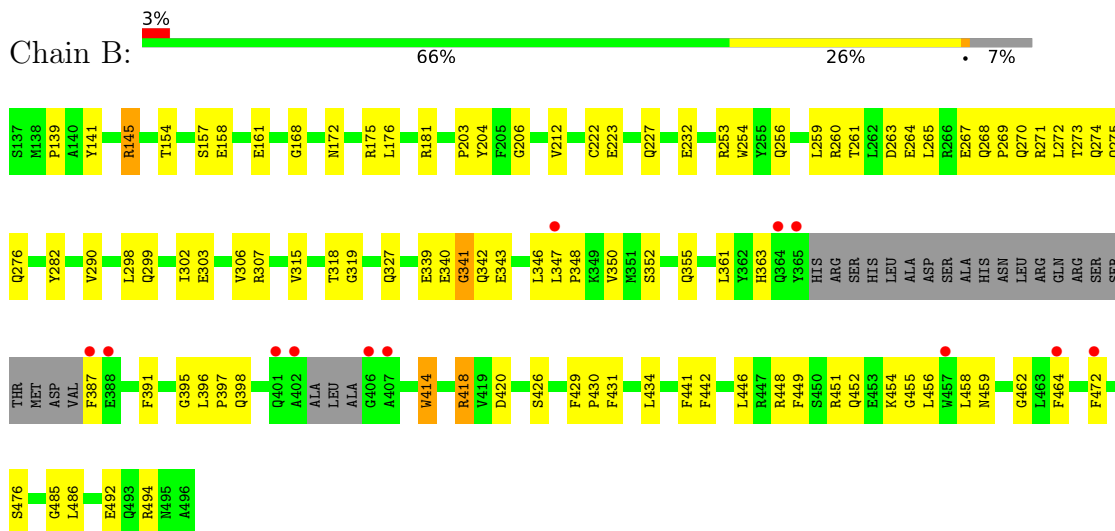 3%
Chain B:
66% 26% • 7%
S137 M138 P139 A140 Y141 R145 T154 S157 E158 E161 G168 N172 R175 L176 R181 P203 Y204 F205 G206 V212 C222 E223 Q227 E232 R253 W254 Y255 Q256 L259 R260 T261 L262 D263 E264 L265 R266 E267 Q268 P269 Q270 R271 L272 T273 Q274
Q276 Y282 V290 L298 Q299 I302 E303 V306 R307 V315 T318 G319 Q327 E339 E340 G341 Q342 E343 L346 L347 P348 K349 V350 M351 S352 Q355 L361 Y362 H363 Q364 Y365 HIS ARG SER HIS LEU ALA ASP SER ALA HIS ASN LEU ARG GLN ARG SER SER
THR MET ASP VAL F387 E388 F391 G395 L396 P397 Q398 Q401 A402 ALA LEU ALA G406 A407 W414 R418 V419 D420 S426 F429 P430 F431 L434 F441 F442 L446 R447 R448 F449 S450 R451 Q452 E453 K454 G455 L456 W457 L458 N459 G462 L463 F464 F472
S476 G485 L486 E492 Q493 R494 N495 A496